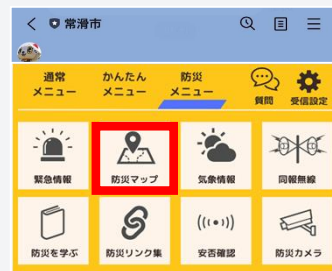 常滑市
通常 かんたん 防災
メニュー メニュー メニュー
質問 受信設定
緊急情報 防災マップ 気象情報 同報無線
防災を学ぶ 防災リンク集 安否確認 防災カメラ